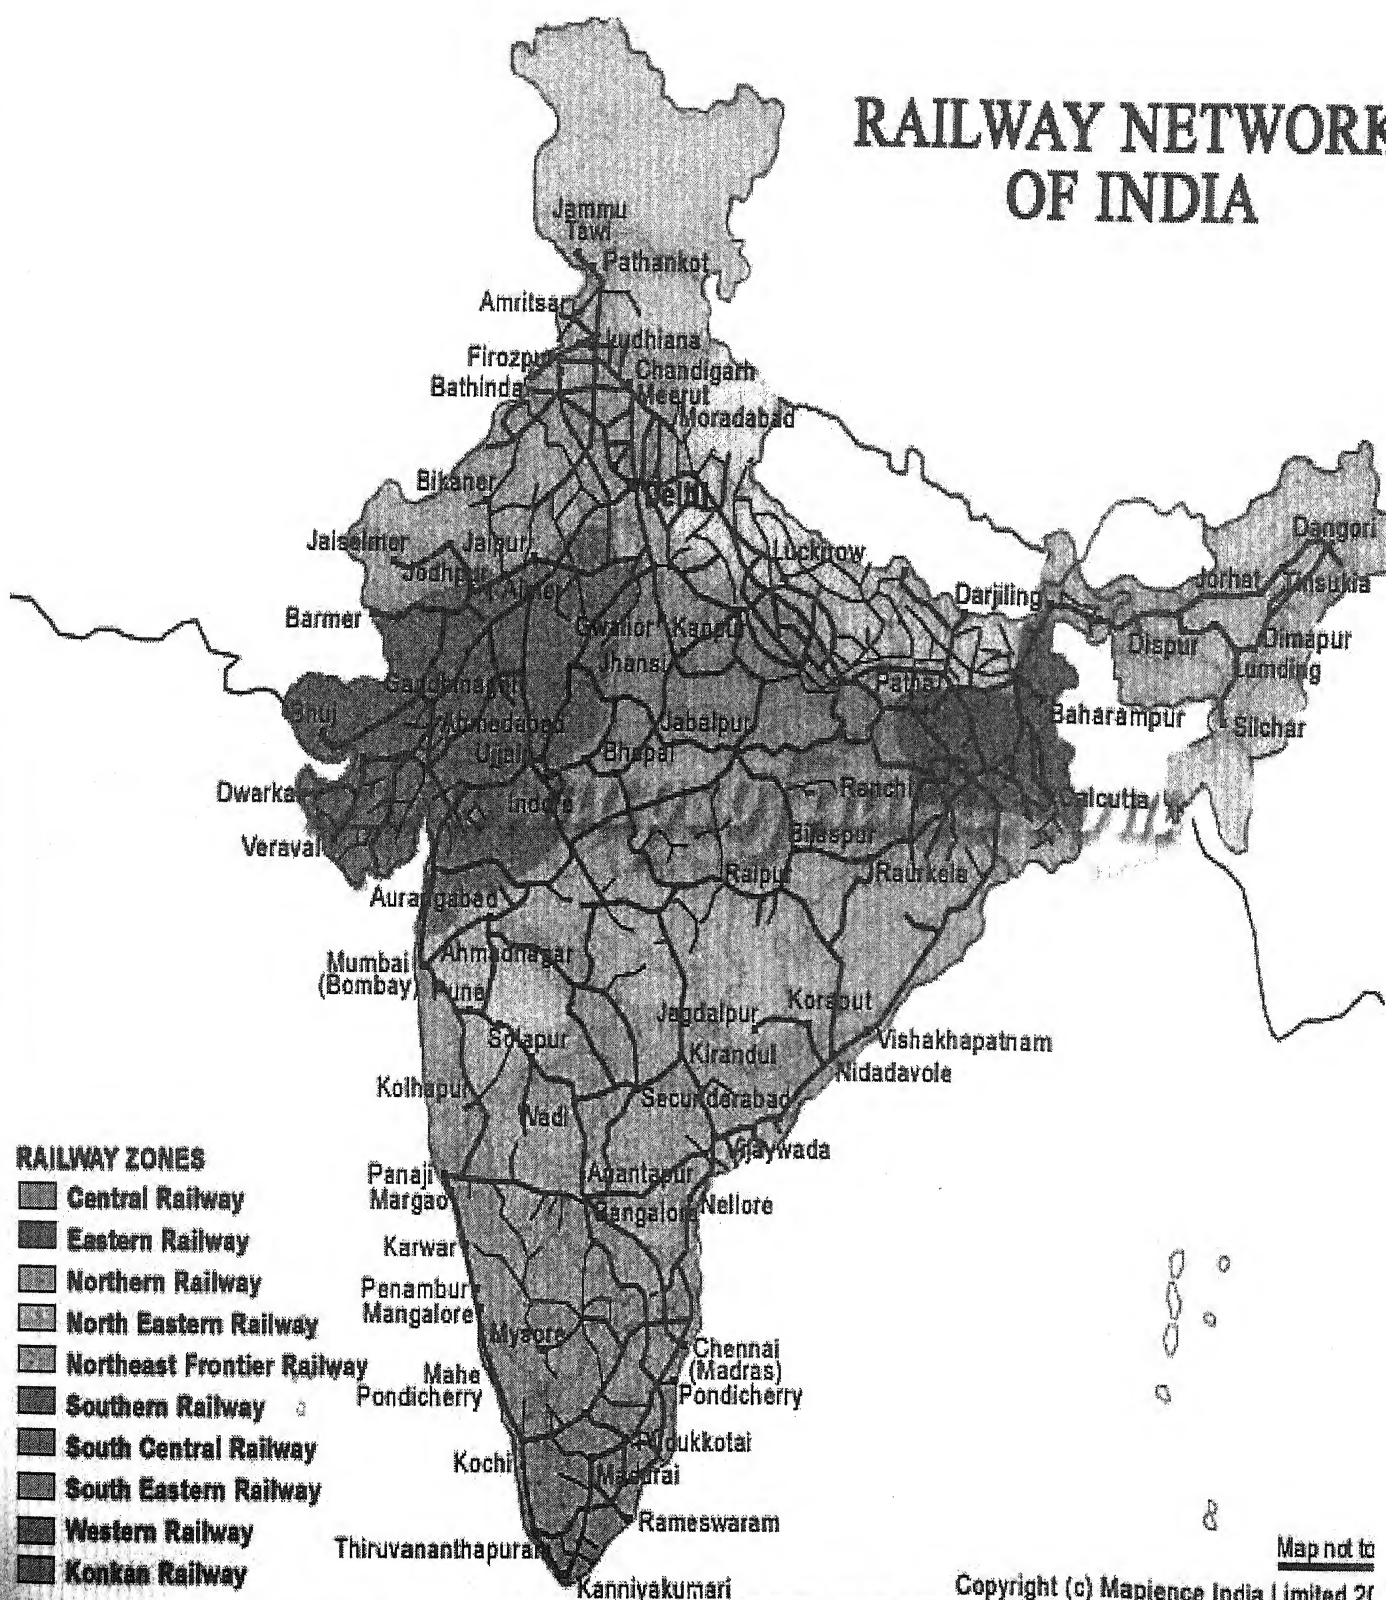 RAILWAY NETWORK
OF INDIA
Jammu
Tawi
Pathankot
Amritsar
Ludhiana
Firozpur
Chandigarh
Bathinda
Meerut
Moradabad
Bikaner
Delhi
Dangori
Jaiselmer
Jaipur
Lucknow
Jodhpur
Jorhat
Tinsukia
Ajmer
Darjiling
Barmer
Gwalior
Kanpur
Dispur
Dimapur
Jhansi
Lumding
Gandhinagar
Patna
Bhuj
Ahmedabad
Jabalpur
Baharampur
Silchar
Ujjain
Bhopal
Dwarka
Indore
Ranchi
Calcutta
Veraval
Bilaspur
Raipur
Raurkela
Aurangabad
Mumbai
(Bombay)
Ahmadnagar
Pune
Koraput
Jagdalpur
Solapur
Kirandul
Vishakhapatnam
Nidadavole
Kolhapur
Secunderabad
Wadi
Vijaywada
Panaji
Anantapur
Margao
Bangalore
Nellore
Karwar
Penambur
Mangalore
Mysore
Chennai
(Madras)
Mahe
Pondicherry
Pondicherry
Pudukkotai
Kochi
Madurai
Rameswaram
Thiruvananthapuram
Kanniyakumari
RAILWAY ZONES
Central Railway
Eastern Railway
Northern Railway
North Eastern Railway
Northeast Frontier Railway
Southern Railway
South Central Railway
South Eastern Railway
Western Railway
Konkan Railway
Map not to
Copyright (c) Mapience India Limited 20